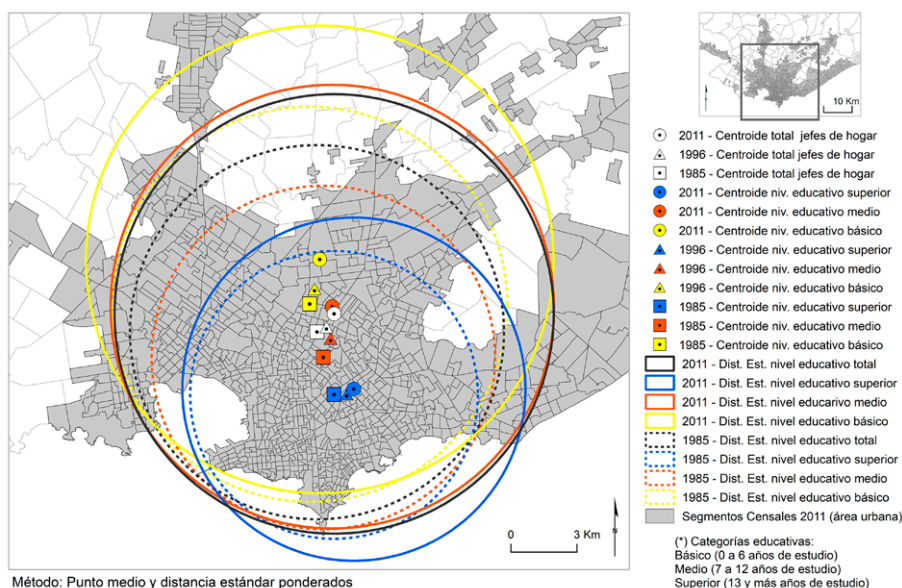 10 Km
2011 - Centroide total jefes de hogar
1996 - Centroide total jefes de hogar
1985 - Centroide total jefes de hogar
2011 - Centroide niv. educativo superior
2011 - Centroide niv. educativo medio
2011 - Centroide niv. educativo básico
1996 - Centroide niv. educativo superior
1996 - Centroide niv. educativo medio
1996 - Centroide niv. educativo básico
1985 - Centroide niv. educativo superior
1985 - Centroide niv. educativo medio
1985 - Centroide niv. educativo básico
2011 - Dist. Est. nivel educativo total
2011 - Dist. Est. nivel educativo superior
2011 - Dist. Est. nivel educarivo medio
2011 - Dist. Est. nivel educativo básico
1985 - Dist. Est. nivel educativo total
1985 - Dist. Est. nivel educativo superior
1985 - Dist. Est. nivel educativo medio
1985 - Dist. Est. nivel educativo básico
Segmentos Censales 2011 (área urbana)
(*) Categorías educativas:
Básico (0 a 6 años de estudio)
Medio (7 a 12 años de estudio)
Superior (13 y más años de estudio)
0 3 Km
Método: Punto medio y distancia estándar ponderados